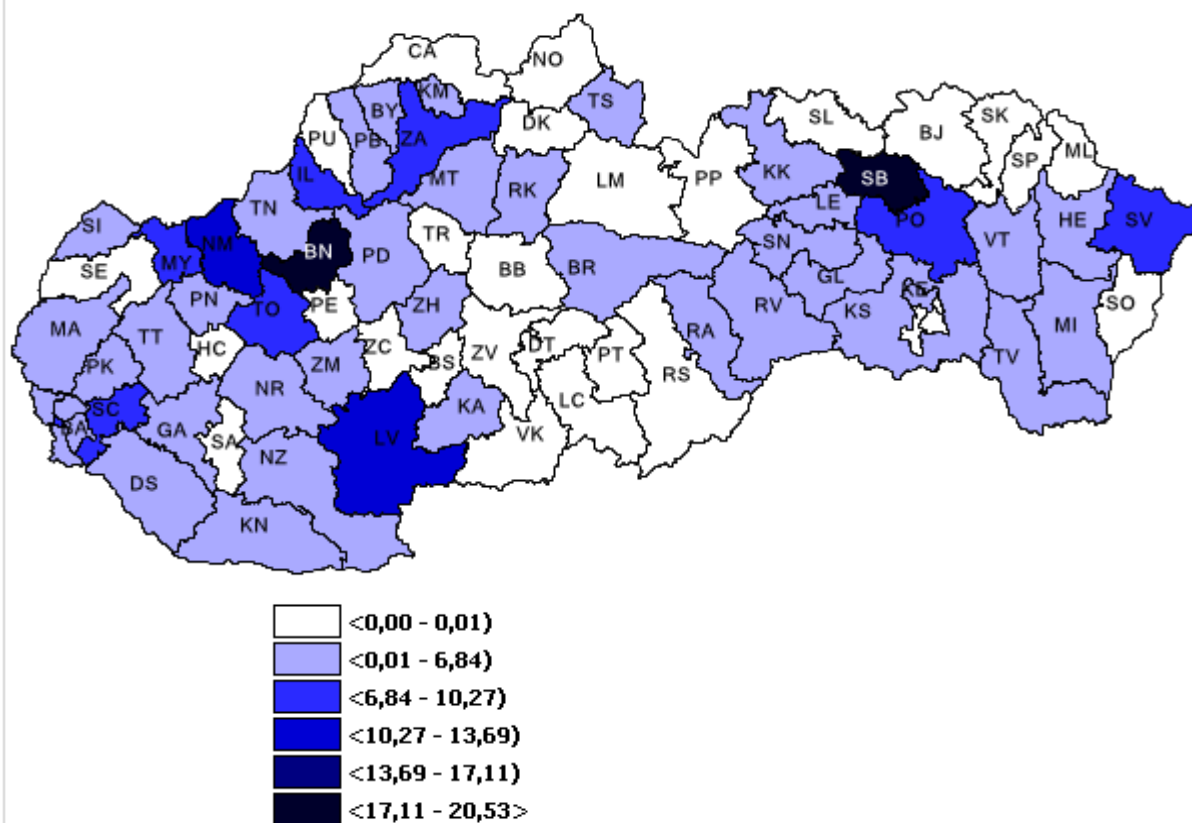 CA
NO
KM
TS
BY
PU
PB
ZA
DK
SL
BJ
SK
SP
ML
IL
MT
RK
LM
PP
KK
SB
LE
PO
HE
SV
TN
SI
NM
MY
BN
PD
TR
BB
BR
SN
GL
VT
SE
PN
TO
PE
ZH
RV
KS
KE
SO
MA
TT
HC
ZM
ZC
BS
ZV
DT
PT
RA
MI
PK
NR
RS
TV
SC
BA
GA
SA
NZ
LV
KA
VK
LC
DS
KN
<0,00 - 0,01)
<0,01 - 6,84)
<6,84 - 10,27)
<10,27 - 13,69)
<13,69 - 17,11)
<17,11 - 20,53>